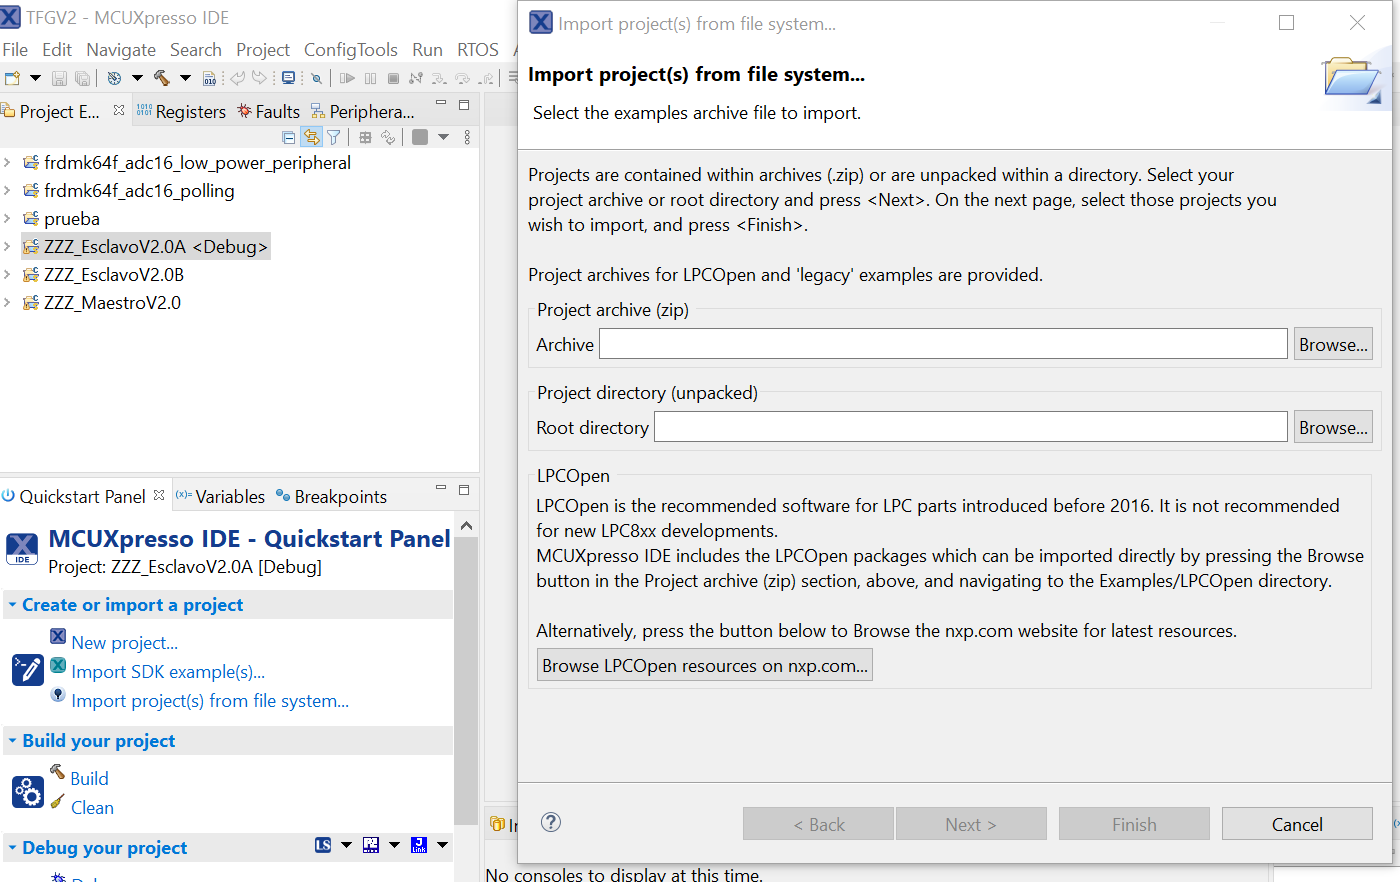 TFGV2 - MCUXpresso IDE
File Edit Navigate Search Project ConfigTools Run RTOS
Project E... Registers Faults Periphera...
frdmk64f_adc16_low_power_peripheral
frdmk64f_adc16_polling
prueba
ZZZ_EsclavoV2.0A <Debug>
ZZZ_EsclavoV2.0B
ZZZ_MaestroV2.0
Quickstart Panel (x)= Variables Breakpoints
IDE
MCUXpresso IDE - Quickstart Panel
Project: ZZZ_EsclavoV2.0A [Debug]
Create or import a project
New project...
Import SDK example(s)...
Import project(s) from file system...
Build your project
Build
Clean
Debug your project
LS
Link
No consoles to display at this time.
Import project(s) from file system...
Import project(s) from file system...
Select the examples archive file to import.
Projects are contained within archives (.zip) or are unpacked within a directory. Select your
project archive or root directory and press <Next>. On the next page, select those projects you
wish to import, and press <Finish>.
Project archives for LPCOpen and 'legacy' examples are provided.
Project archive (zip)
Archive Browse...
Project directory (unpacked)
Root directory Browse...
LPCOpen
LPCOpen is the recommended software for LPC parts introduced before 2016. It is not recommended
for new LPC8xx developments.
MCUXpresso IDE includes the LPCOpen packages which can be imported directly by pressing the Browse
button in the Project archive (zip) section, above, and navigating to the Examples/LPCOpen directory.
Alternatively, press the button below to Browse the nxp.com website for latest resources.
Browse LPCOpen resources on nxp.com...
< Back Next > Finish Cancel